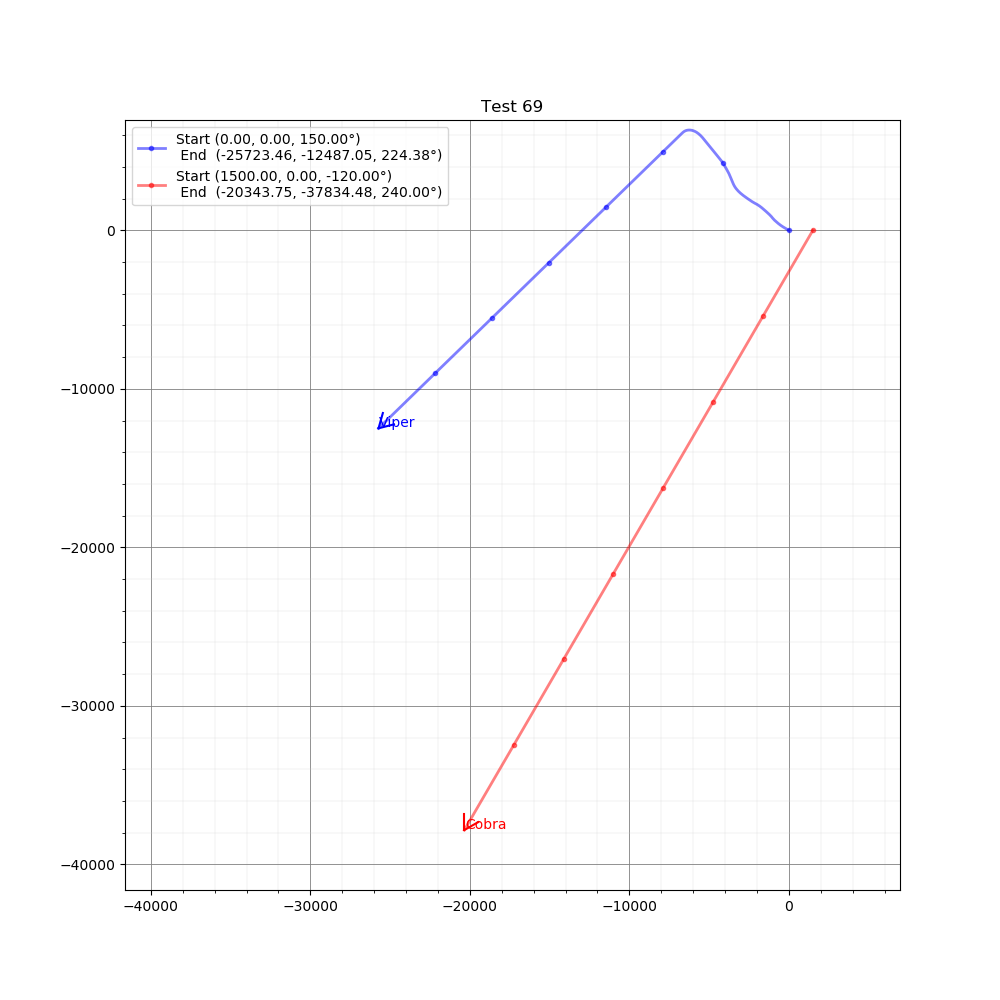 Test 69
Start (0.00, 0.00, 150.00°)
End (-25723.46, -12487.05, 224.38°)
Start (1500.00, 0.00, -120.00°)
End (-20343.75, -37834.48, 240.00°)
0
−10000
−20000
−30000
−40000
Viper
Cobra
−40000 −30000 −20000 −10000 0